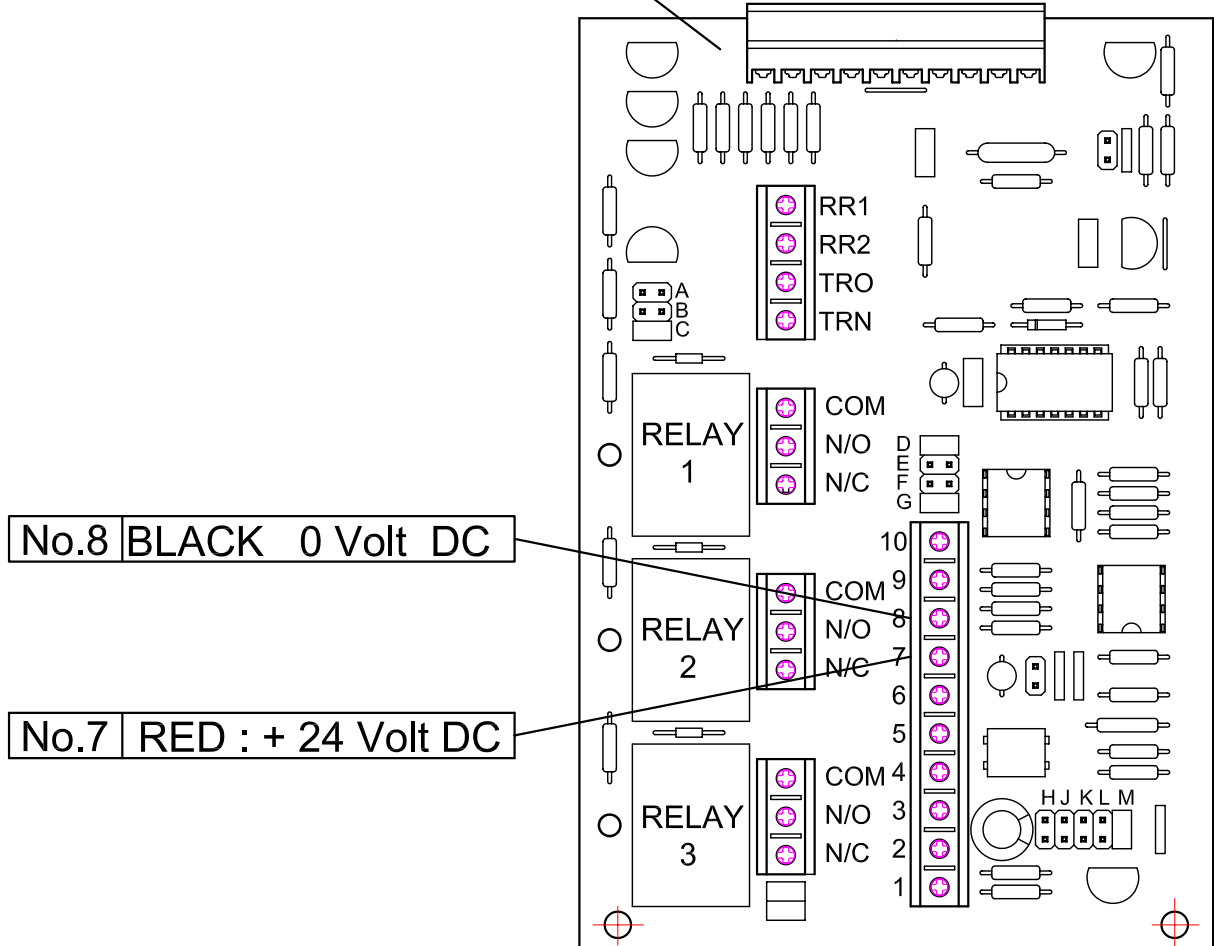 RR1
RR2
TRO
TRN
A
B
C
RELAY
1
COM
N/O
N/C
D
E
F
G
No.8 BLACK 0 Volt DC
RELAY
2
COM
N/O
N/C
No.7 RED : + 24 Volt DC
RELAY
3
COM
N/O
N/C
10
9
8
7
6
5
4
3
2
1
H J K L M